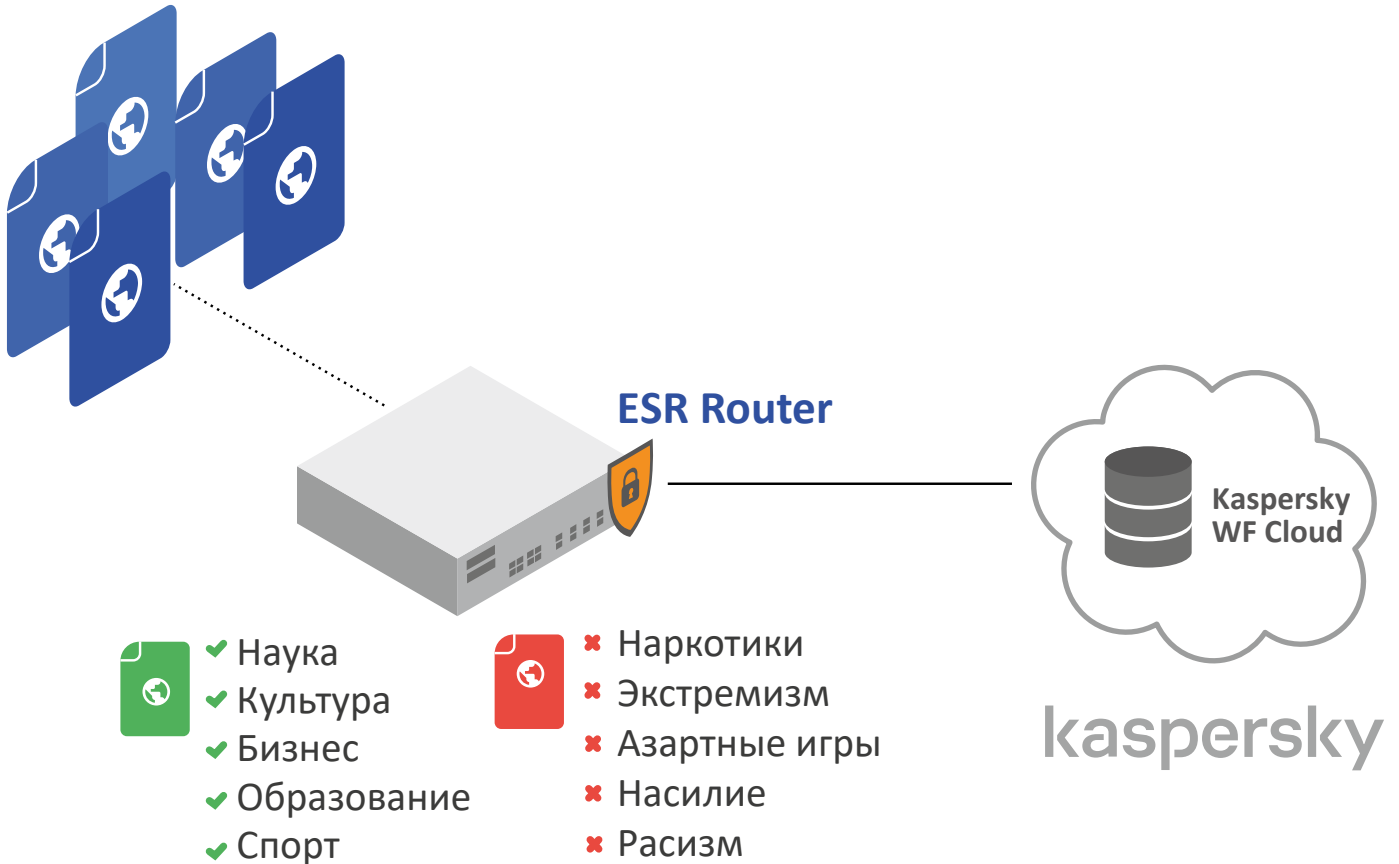 ESR Router
Kaspersky
WF Cloud
kaspersky
Наука
Культура
Бизнес
Образование
Спорт
Наркотики
Экстремизм
Азартные игры
Насилие
Расизм